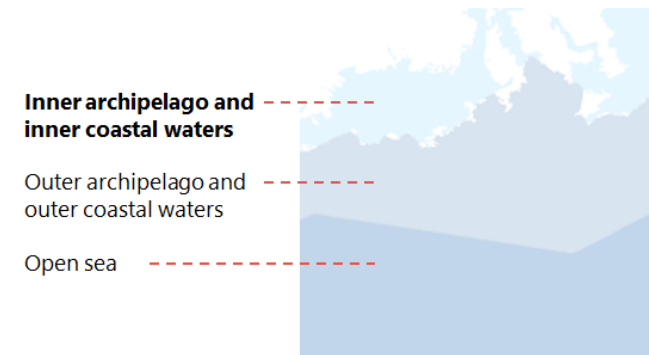 Inner archipelago and
inner coastal waters
Outer archipelago and
outer coastal waters
Open sea